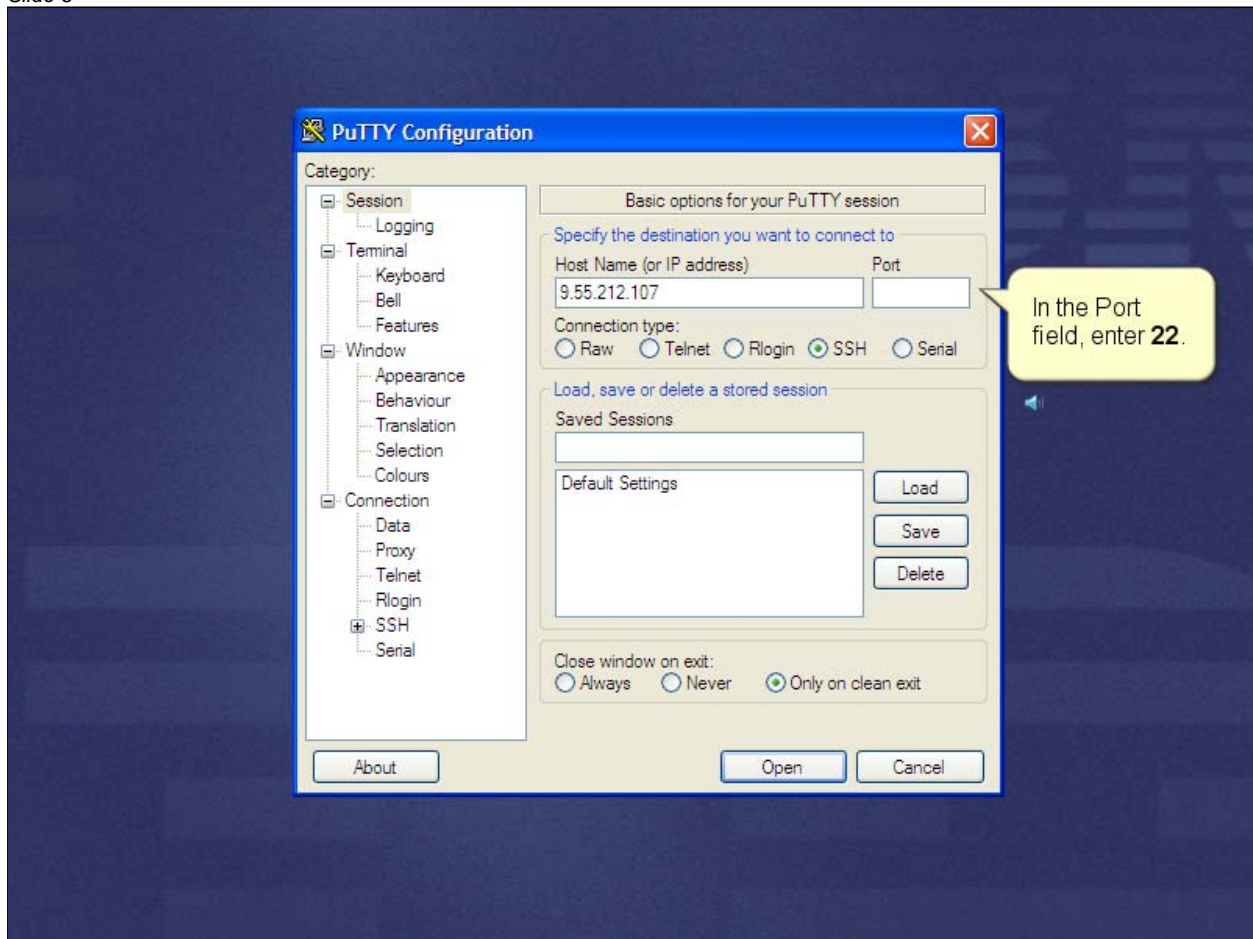 PuTTY Configuration
Category:
Session
Logging
Terminal
Keyboard
Bell
Features
Window
Appearance
Behaviour
Translation
Selection
Colours
Connection
Data
Proxy
Telnet
Rlogin
SSH
Serial
Basic options for your PuTTY session
Specify the destination you want to connect to
Host Name (or IP address) Port
9.55.212.107
Connection type:
Raw Telnet Rlogin SSH Serial
Load, save or delete a stored session
Saved Sessions
Default Settings
Load
Save
Delete
Close window on exit:
Always Never Only on clean exit
About Open Cancel
In the Port
field, enter 22.